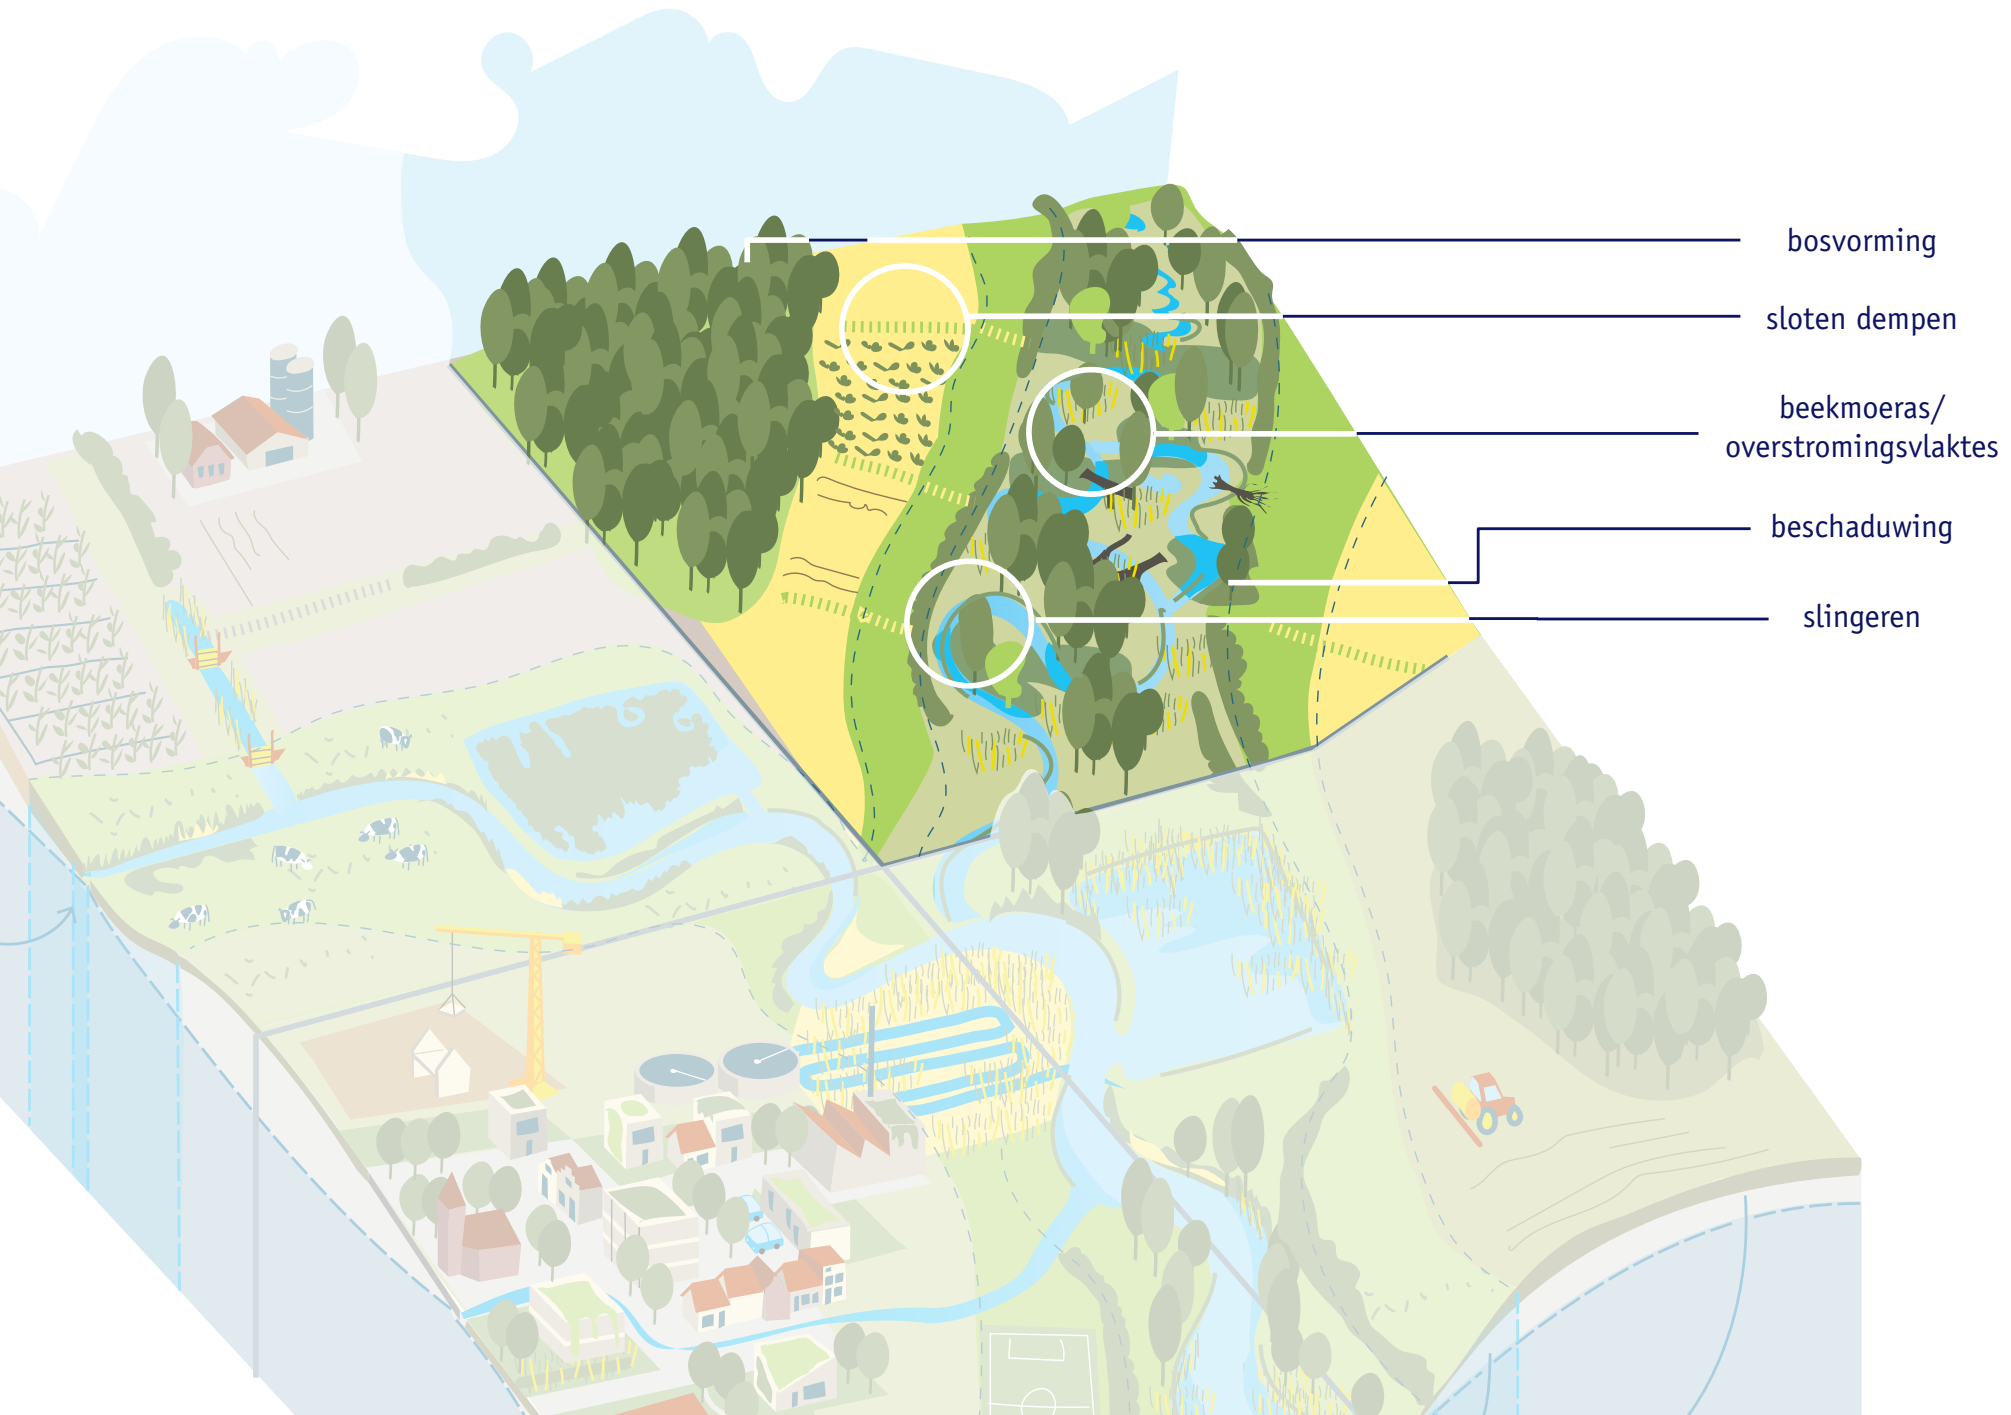 bosvorming
sloten dempen
beekmoeras/
overstromingsvlaktes
beschaduwing
slingeren